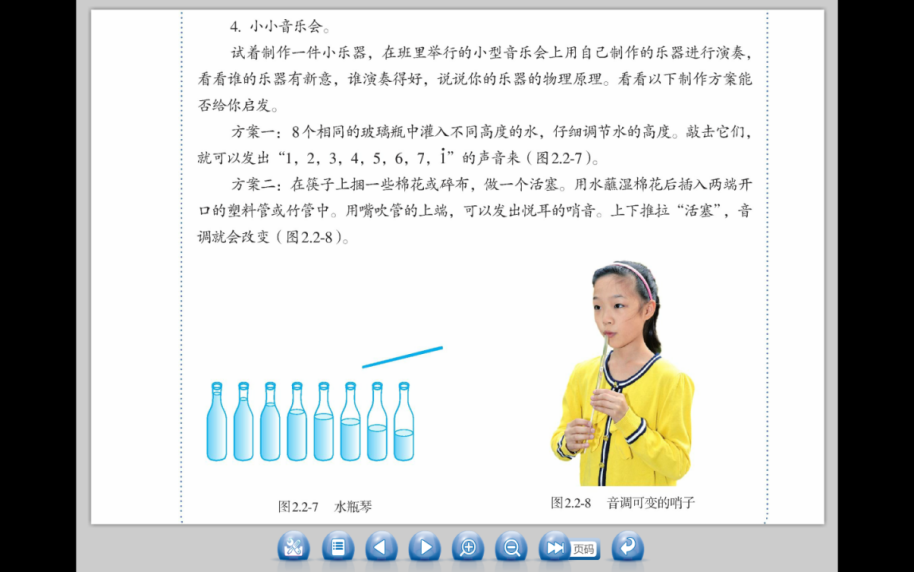 4. 小小音乐会。
试着制作一件小乐器，在班里举行的小型音乐会上用自己制作的乐器进行演奏，
看看谁的乐器有新意，谁演奏得好，说说你的乐器的物理原理。看看以下制作方案能
否给你启发。
方案一：8个相同的玻璃瓶中灌入不同高度的水，仔细调节水的高度。敲击它们，
就可以发出“1，2，3，4，5，6，7，i”的声音来（图2.2-7）。
方案二：在筷子上捆一些棉花或碎布，做一个活塞。用水蘸湿棉花后插入两端开
口的塑料管或竹管中。用嘴吹管的上端，可以发出悦耳的哨音。上下推拉“活塞”，音
调就会改变（图2.2-8）。
图2.2-7 水瓶琴
图2.2-8 音调可变的哨子
页码